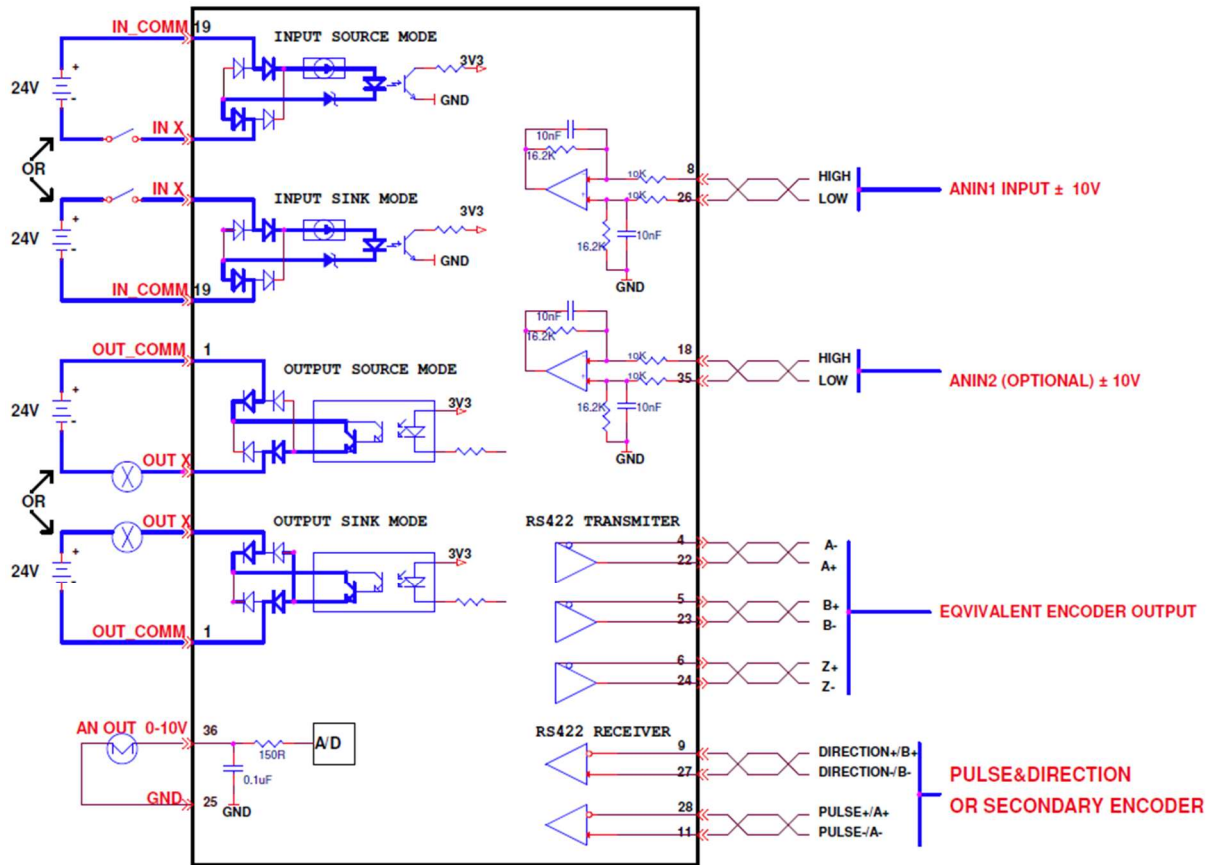 IN_COMM 19
INPUT SOURCE MODE
3V3
+
24V
-
GND
IN X
OR
IN X
INPUT SINK MODE
3V3
+
24V
-
GND
IN_COMM 19
OUT_COMM 1
OUTPUT SOURCE MODE
+
24V
-
3V3
OUT X
OR
OUT X
OUTPUT SINK MODE
+
24V
-
3V3
OUT_COMM 1
AN OUT 0-10V 36
150R
A/D
0.1uF
GND 25
GND
10nF
16.2K
10K
8
HIGH
10K
26
LOW
ANIN1 INPUT ± 10V
16.2K
10nF
GND
10nF
16.2K
10K
18
HIGH
10K
35
LOW
ANIN2 (OPTIONAL) ± 10V
16.2K
10nF
GND
RS422 TRANSMITER
4
A-
22
A+
5
B+
23
B-
EQVIVALENT ENCODER OUTPUT
6
Z+
24
Z-
RS422 RECEIVER
9
DIRECTION+/B+
27
DIRECTION-/B-
28
PULSE+/A+
11
PULSE-/A-
PULSE&DIRECTION
OR SECONDARY ENCODER